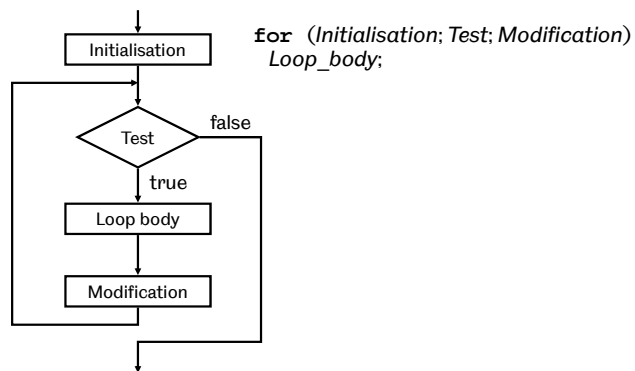 Initialisation
for (Initialisation; Test; Modification)
Loop_body;
Test
false
true
Loop body
Modification